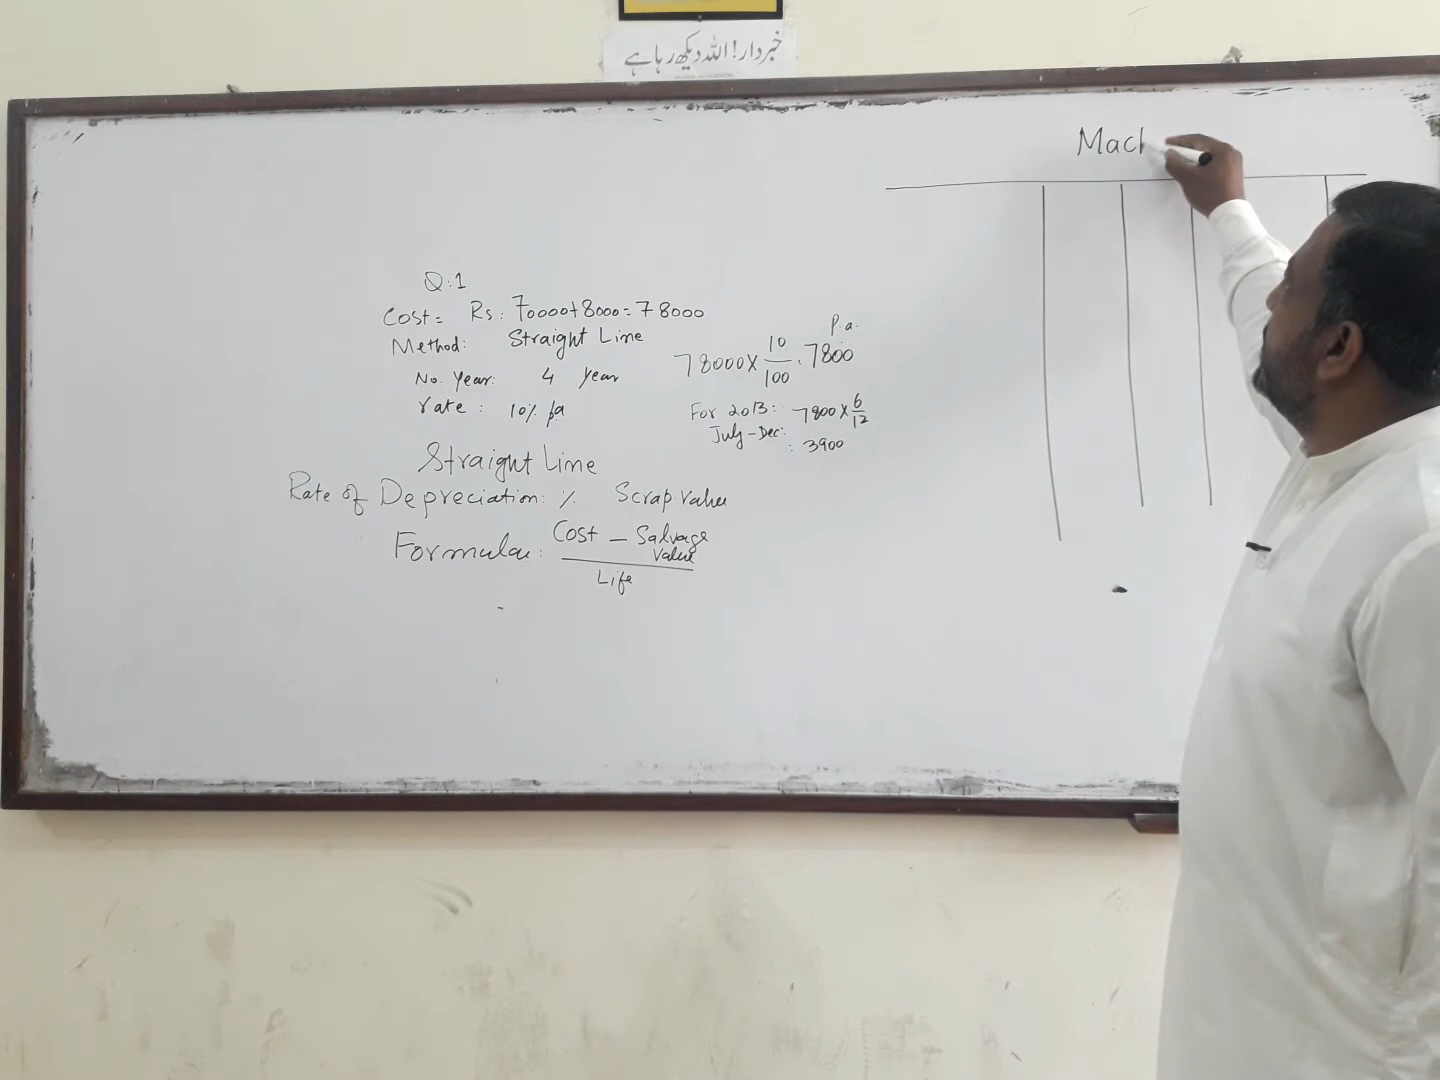 خبردار! اللہ دیکھ رہا ہے
Mach
Q:1
Cost = Rs: 70000+8000=78000
Method: Straight Line
No. Year: 4 Year
rate: 10% pa
P.a.
78000 X 10/100 : 7800
For 2013: 7800 X 6/12
July-Dec: : 3900
Straight Line
Rate of Depreciation: % Scrap value
Formulae: Cost – Salvage Value / Life